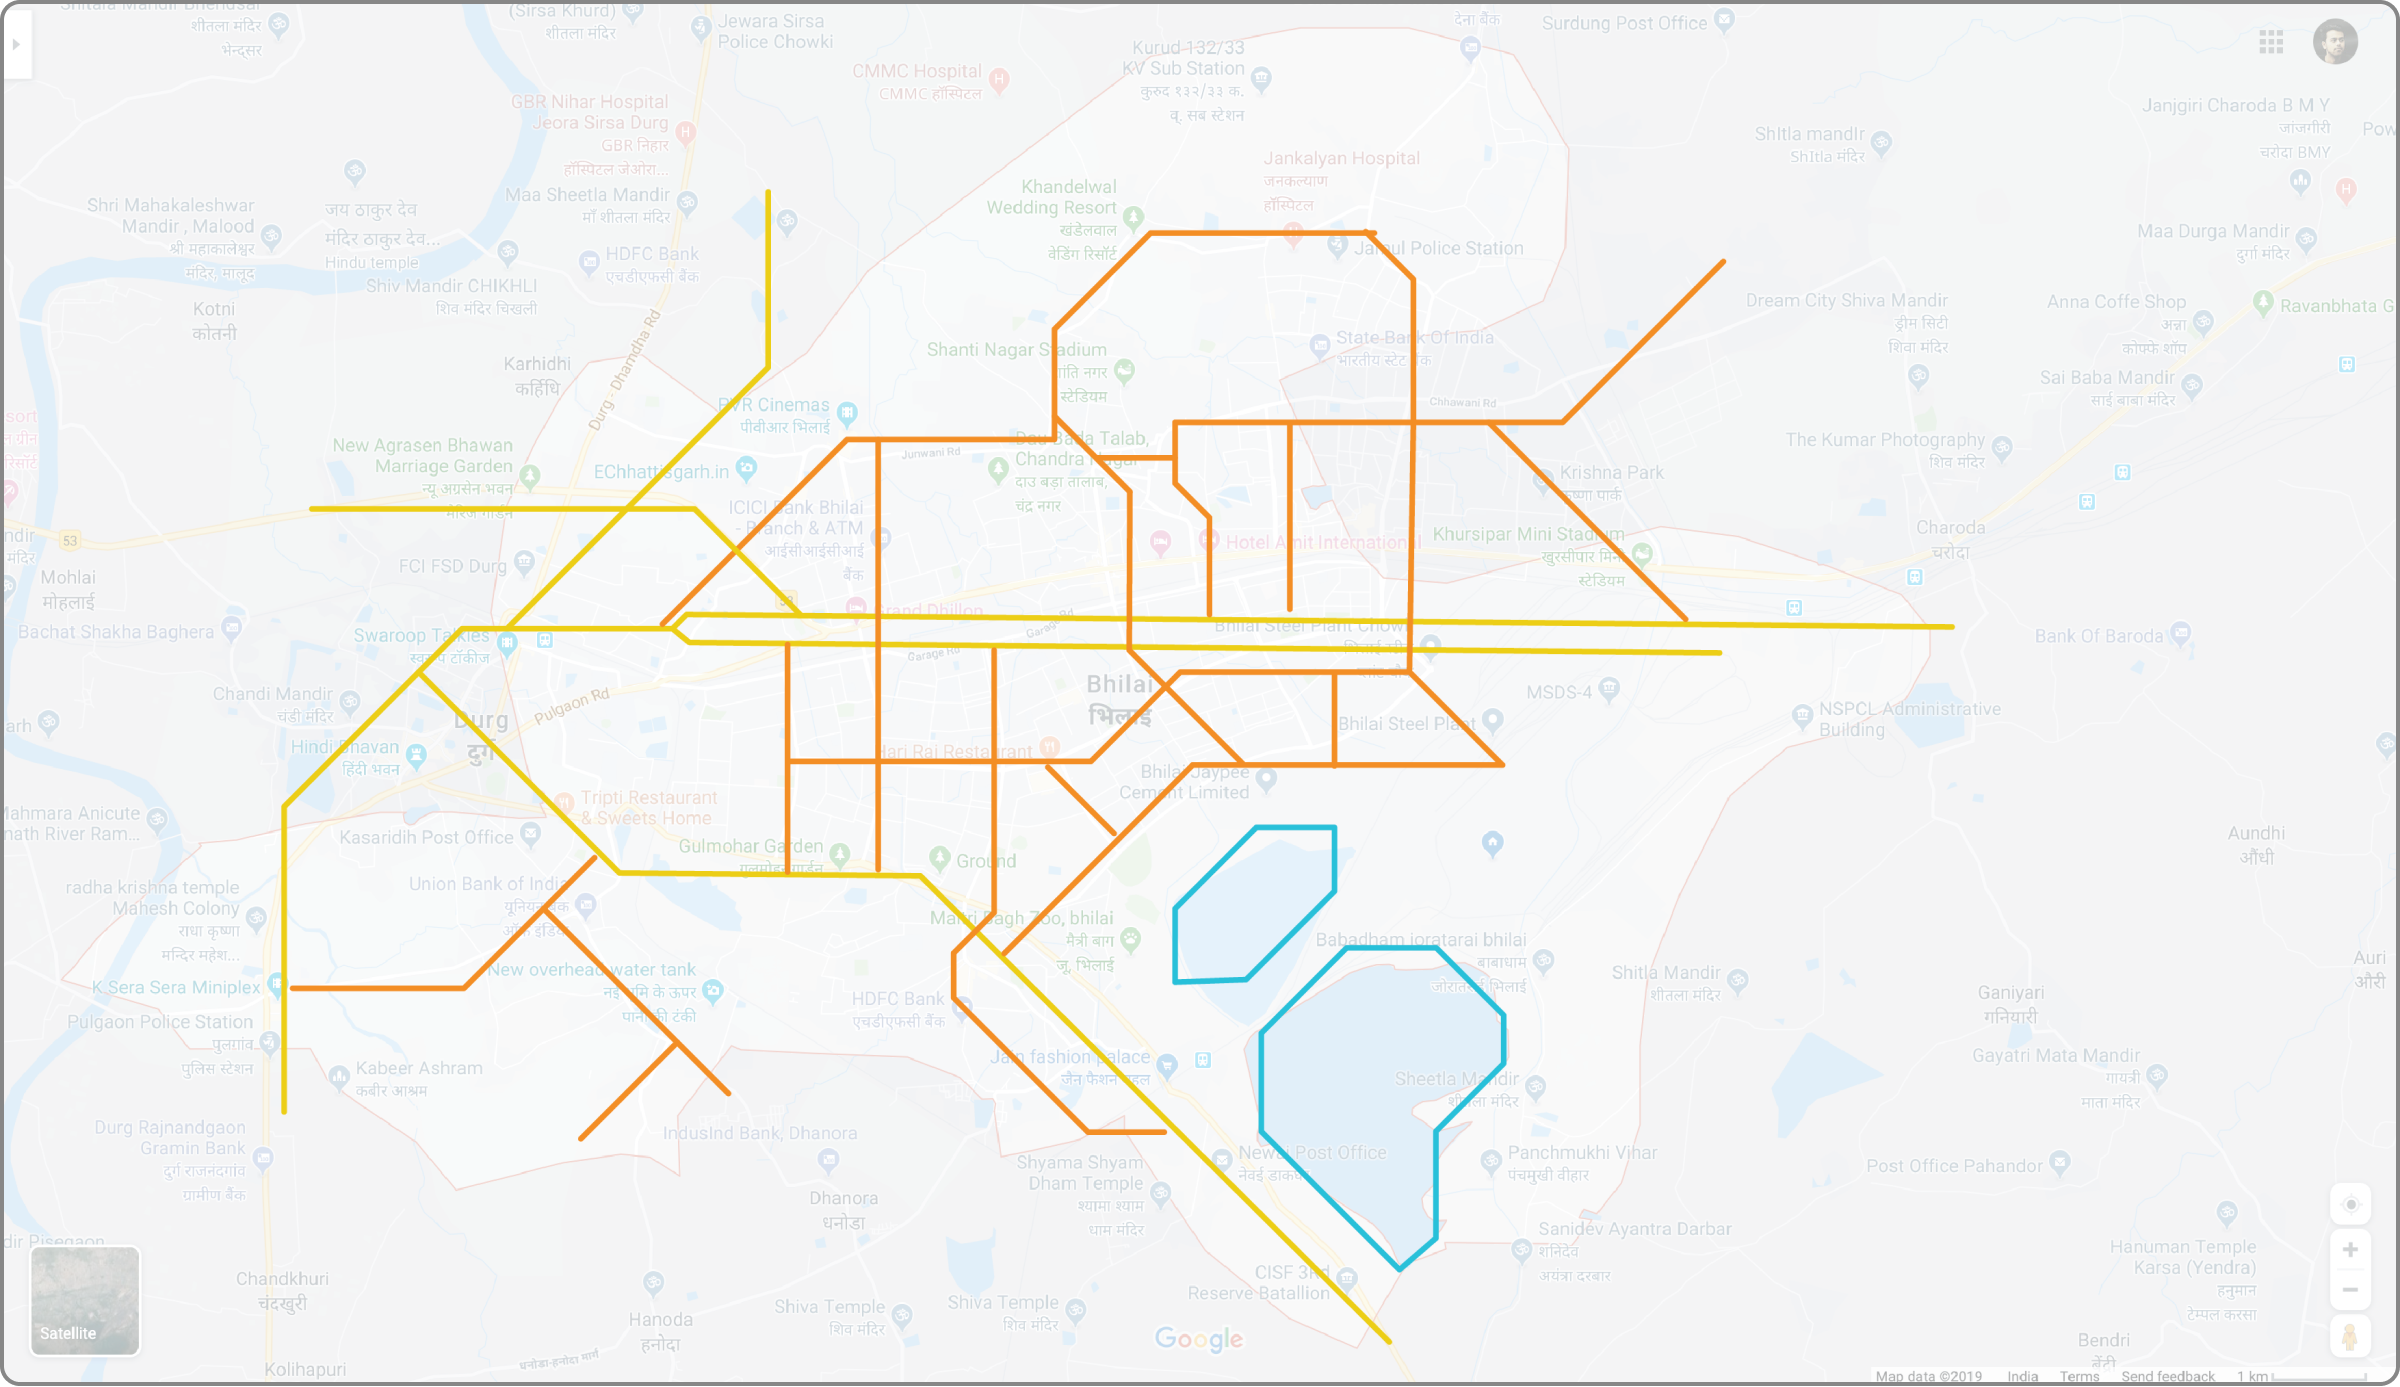 शीतला मंदिर
(Sirsa Khurd)
शीतला मंदिर
Jewara Sirsa
Police Chowki
देना बैंक
Surdung Post Office
Kurud 132/33
KV Sub Station
कुरुद १३२/३३ क.
व्. सब स्टेशन
CMMC Hospital
CMMC हॉस्पिटल
GBR Nihar Hospital
Jeora Sirsa Durg
GBR निहार
हॉस्पिटल जेओरा...
Janjgiri Charoda B M Y
जांजगीरी
चरोदा BMY
ShItla mandIr
ShItla मंदिर
Jankalyan Hospital
जनकल्याण
हॉस्पिटल
Maa Sheetla Mandir
माँ शीतला मंदिर
Khandelwal
Wedding Resort
खंडेलवाल
वेडिंग रिसॉर्ट
Shri Mahakaleshwar
Mandir , Malood
श्री महाकालेश्वर
मंदिर, मालूद
जय ठाकुर देव
मंदिर ठाकुर देव...
Hindu temple
HDFC Bank
एचडीएफसी बैंक
Jamul Police Station
Maa Durga Mandir
दुर्गा मंदिर
Shiv Mandir CHIKHLI
शिव मंदिर चिखली
Kotni
कोतनी
Dream City Shiva Mandir
ड्रीम सिटी
शिवा मंदिर
Anna Coffe Shop
अन्ना
कोफ्फे शॉप
Ravanbhata G
Karhidhi
कर्हिधि
Durg - Dhamdha Rd
Shanti Nagar Stadium
शांति नगर
स्टेडियम
State Bank Of India
भारतीय स्टेट बैंक
Sai Baba Mandir
साई बाबा मंदिर
PVR Cinemas
पीवीआर भिलाई
Chhawani Rd
New Agrasen Bhawan
Marriage Garden
न्यू अग्रसेन भवन
मैरिज गार्डन
EChhattisgarh.in
Junwani Rd
Dau Bada Talab,
Chandra Nagar
दाउ बड़ा तालाब,
चंद्र नगर
The Kumar Photography
शिव मंदिर
Krishna Park
कृष्णा पार्क
ICICI Bank Bhilai
- Branch & ATM
आईसीआईसीआई
बैंक
53
Hotel Amit International
Khursipar Mini Stadium
खुरसीपार मिनी
स्टेडियम
Charoda
चरोदा
FCI FSD Durg
Mohlai
मोहलाई
53
Grand Dhillon
Garage Rd
Bachat Shakha Baghera
Swaroop Talkies
स्वरूप टॉकीज
Garage Rd
Bhilai Steel Plant Chowk
Bank Of Baroda
Chandi Mandir
चंडी मंदिर
Bhilai
भिलाई
MSDS-4
Durg
दुर्ग
Pulgaon Rd
Bhilai Steel Plant
NSPCL Administrative
Building
Hindi Bhavan
हिंदी भवन
Hari Raj Restaurant
Bhilai Jaypee
Cement Limited
Tripti Restaurant
& Sweets Home
Mahmara Anicute
Kasaridih Post Office
Gulmohar Garden
गुलमोहर गार्डन
Ground
Aundhi
औंधी
radha krishna temple
Mahesh Colony
राधा कृष्णा
मन्दिर महेश...
Union Bank of India
यूनियन बैंक
ऑफ़ इंडिया
Maitri Bagh Zoo, bhilai
मैत्री बाग
जू, भिलाई
Babadham joratarai bhilai
बाबाधाम
जोरातराई भिलाई
Shitla Mandir
शीतला मंदिर
Auri
औरी
K Sera Sera Miniplex
New overhead water tank
नई भूमि के ऊपर
पानी की टंकी
HDFC Bank
एचडीएफसी बैंक
Ganiyari
गनियारी
Pulgaon Police Station
पुलगांव
पुलिस स्टेशन
Jain fashion palace
जैन फैशन महल
Gayatri Mata Mandir
गायत्री
माता मंदिर
Kabeer Ashram
कबीर आश्रम
Sheetla Mandir
शीतला मंदिर
Durg Rajnandgaon
Gramin Bank
दुर्ग राजनदगांव
ग्रामीण बैंक
IndusInd Bank, Dhanora
Shyama Shyam
Dham Temple
श्यामा श्याम
धाम मंदिर
Newai Post Office
नेवई डाकघर
Panchmukhi Vihar
पंचमुखी वीहार
Post Office Pahandor
Dhanora
धनोडा
Sanidev Ayantra Darbar
शनिदेव
अयंत्रा दरबार
Hanuman Temple
Karsa (Yendra)
हनुमान
टेम्पल करसा
Chandkhuri
चंदखुरी
CISF 3Rd
Reserve Batallion
Shiva Temple
शिव मंदिर
Shiva Temple
शिव मंदिर
Hanoda
हनोदा
Satellite
Google
Bendri
बेंद्री
धनोडा-हनोदा मार्ग
Kolihapuri
Map data ©2019 India Terms Send feedback 1 km